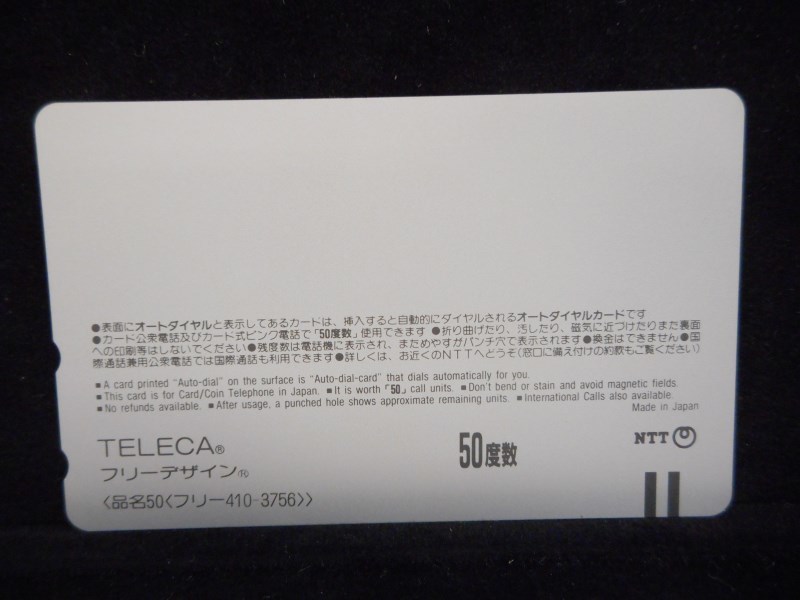 ●表面にオートダイヤルと表示してあるカードは、挿入すると自動的にダイヤルされるオートダイヤルカードです
●カード公衆電話及びカード式ピンク電話で「50度数」使用できます ●折り曲げたり、汚したり、磁気に近づけたりまた裏面
への印刷等はしないでください●残度数は電話機に表示され、まためやすがパンチ穴で表示されます●換金はできません●国
際通話兼用公衆電話では国際通話も利用できます●詳しくは、お近くのNTTへどうぞ(窓口に備え付けの約款もご覧ください)
■A card printed "Auto-dial" on the surface is "Auto-dial-card" that dials automatically for you.
■This card is for Card/Coin Telephone in Japan. ■It is worth「50」call units. ■Don't bend or stain and avoid magnetic fields.
■No refunds available. ■After usage, a punched hole shows approximate remaining units. ■International Calls also available.
Made in Japan
TELECA®
フリーデザイン®
50度数
NTT
〈品名50〈フリー410-3756〉〉